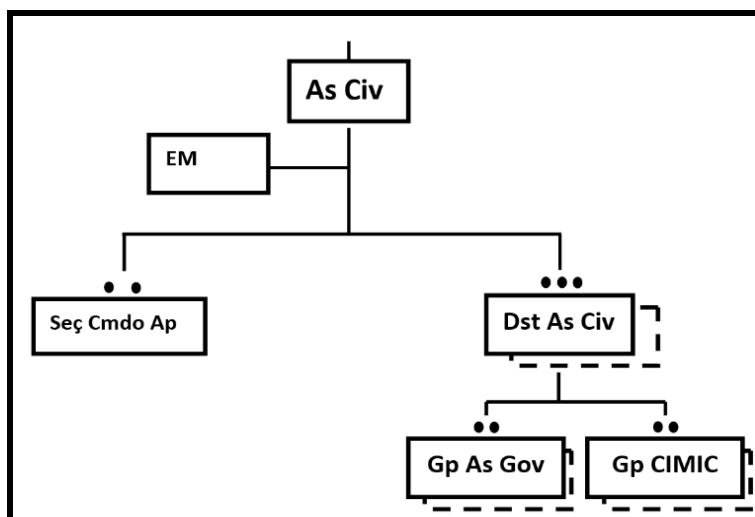 As Civ
EM
Seç Cmdo Ap
Dst As Civ
Gp As Gov
Gp CIMIC